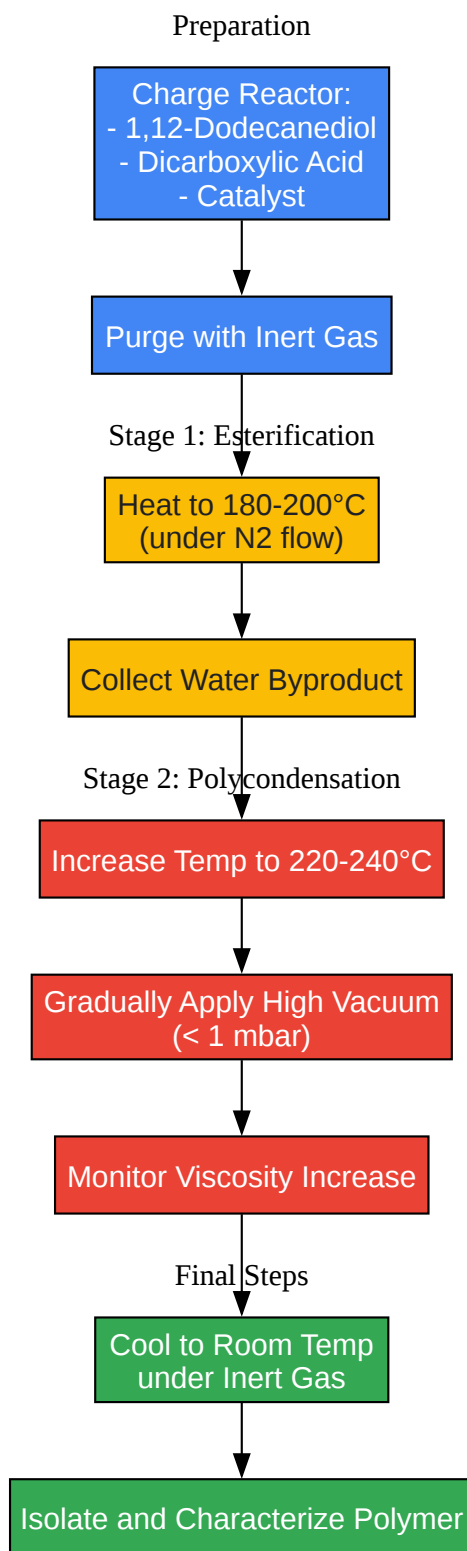 Preparation
Charge Reactor:
- 1,12-Dodecanediol
- Dicarboxylic Acid
- Catalyst
Purge with Inert Gas
Stage 1: Esterification
Heat to 180-200°C
(under N2 flow)
Collect Water Byproduct
Stage 2: Polycondensation
Increase Temp to 220-240°C
Gradually Apply High Vacuum
(< 1 mbar)
Monitor Viscosity Increase
Final Steps
Cool to Room Temp
under Inert Gas
Isolate and Characterize Polymer